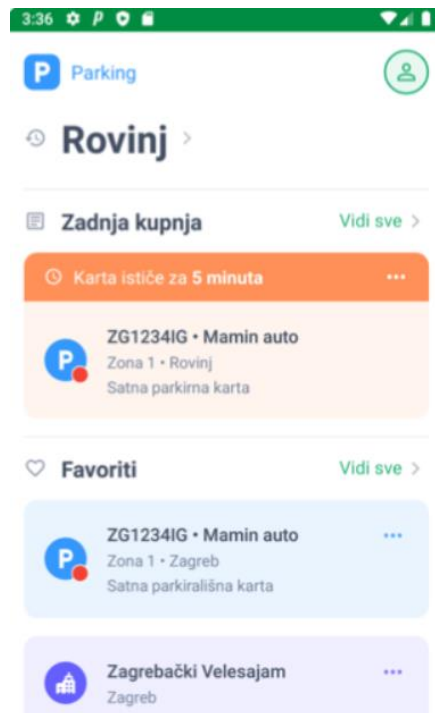 3:36
P Parking
Rovinj
Zadnja kupnja Vidi sve
Karta ističe za 5 minuta
P ZG1234IG • Mamin auto
Zona 1 • Rovinj
Satna parkirna karta
Favoriti Vidi sve
P ZG1234IG • Mamin auto
Zona 1 • Zagreb
Satna parkirališna karta
Zagrebački Velesajam
Zagreb